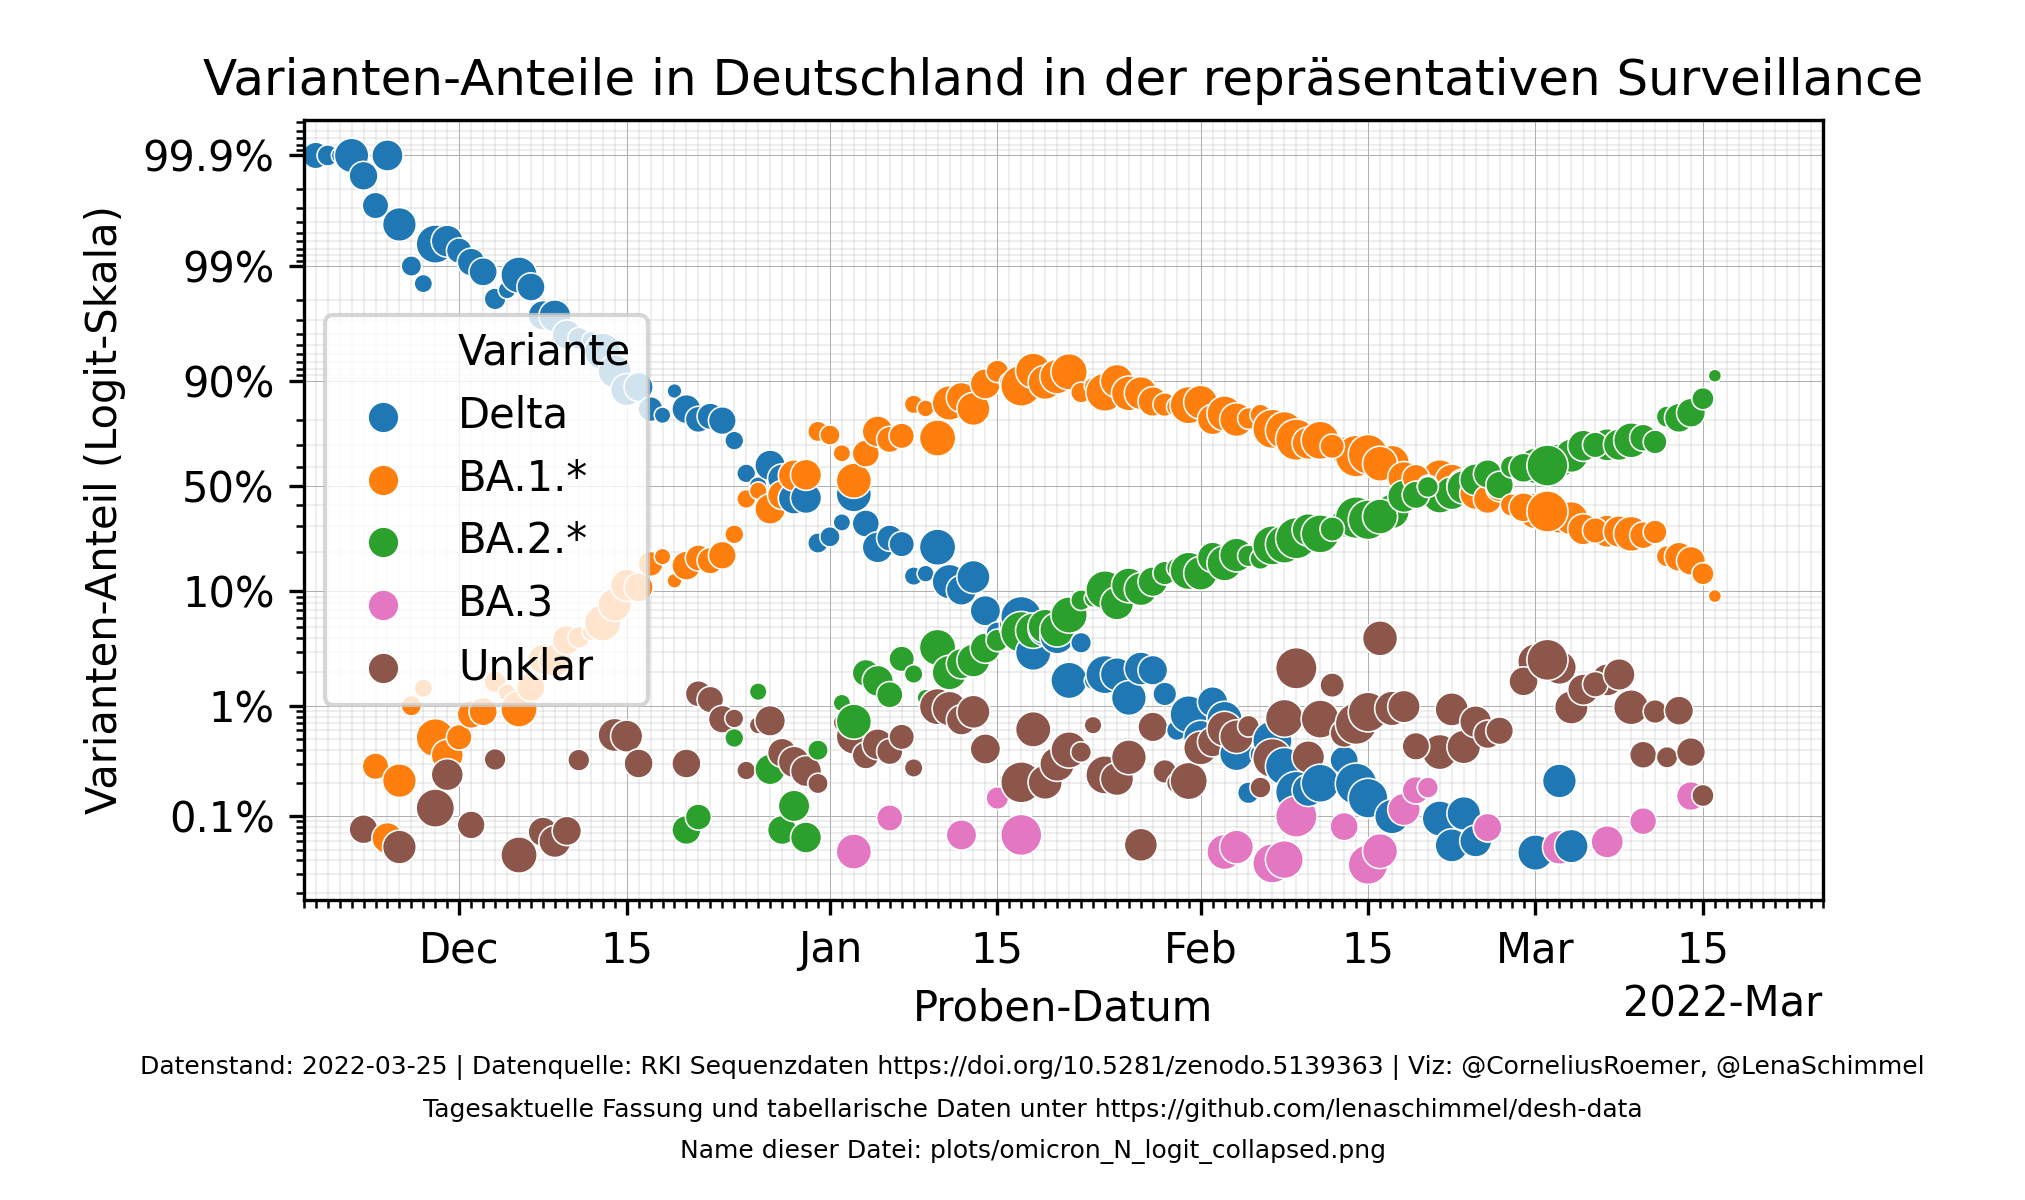 Varianten-Anteile in Deutschland in der repräsentativen Surveillance
Varianten-Anteil (Logit-Skala)
99.9%
99%
90%
50%
10%
1%
0.1%
Variante
Delta
BA.1.*
BA.2.*
BA.3
Unklar
Dec 15 Jan 15 Feb 15 Mar 15
2022-Mar
Proben-Datum
Datenstand: 2022-03-25 | Datenquelle: RKI Sequenzdaten https://doi.org/10.5281/zenodo.5139363 | Viz: @CorneliusRoemer, @LenaSchimmel
Tagesaktuelle Fassung und tabellarische Daten unter https://github.com/lenaschimmel/desh-data
Name dieser Datei: plots/omicron_N_logit_collapsed.png